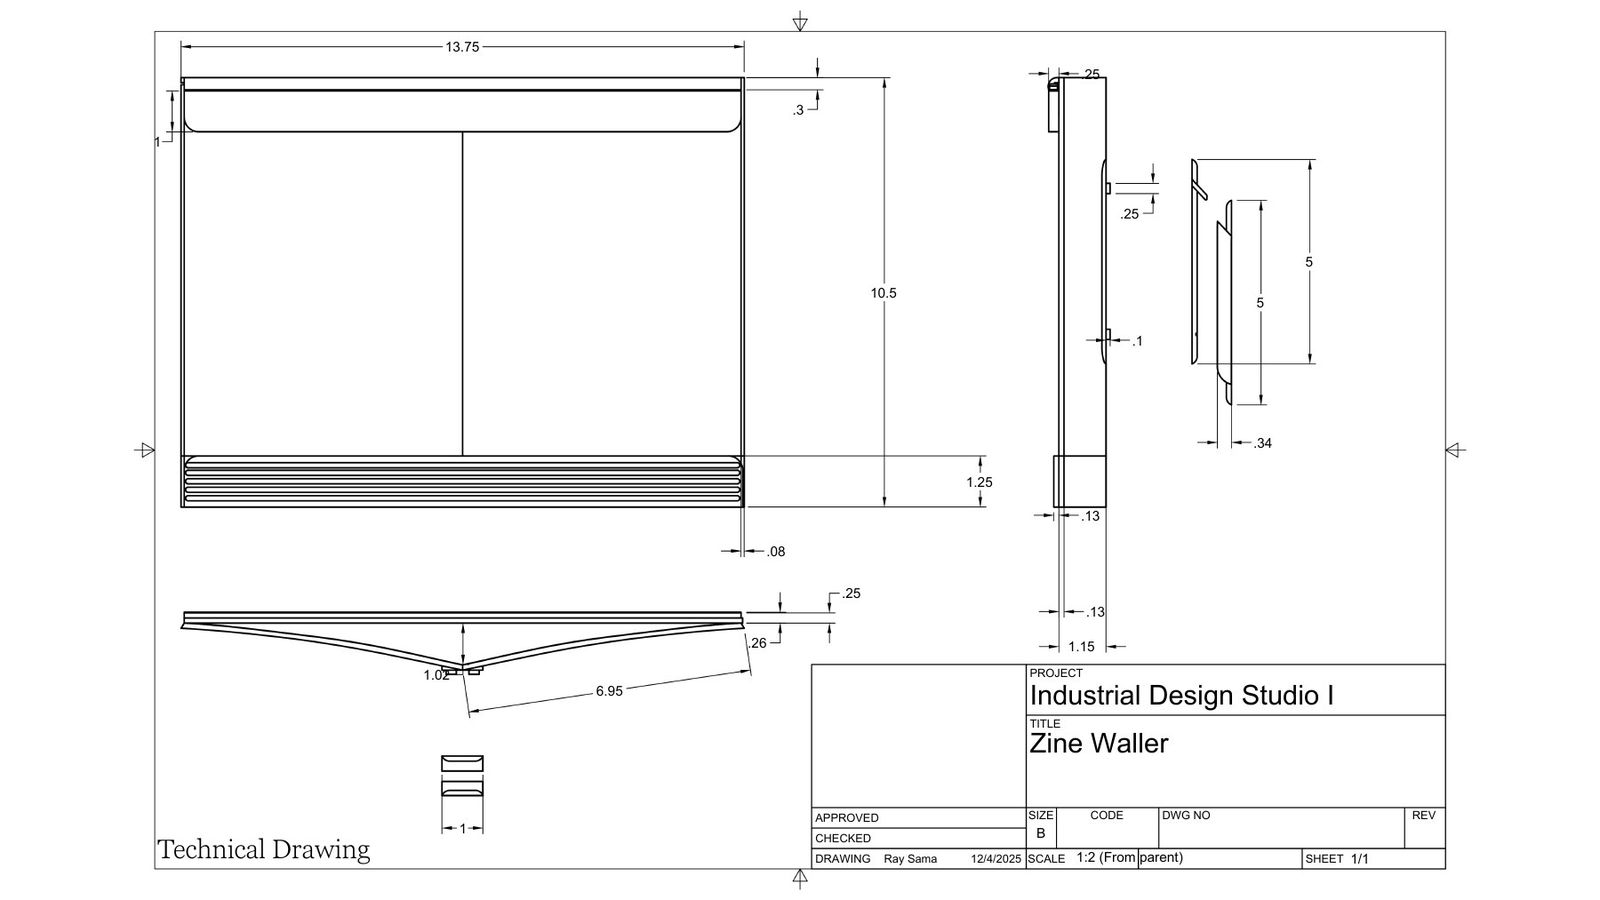 13.75
.25
.3
1
.25
5
10.5
5
.1
.34
1.25
.13
.08
.25
.13
.26
1.15
1.02
6.95
1
PROJECT
Industrial Design Studio I
TITLE
Zine Waller
APPROVED
SIZE CODE DWG NO REV
B
CHECKED
DRAWING Ray Sama 12/4/2025 SCALE 1:2 (From parent) SHEET 1/1
Technical Drawing